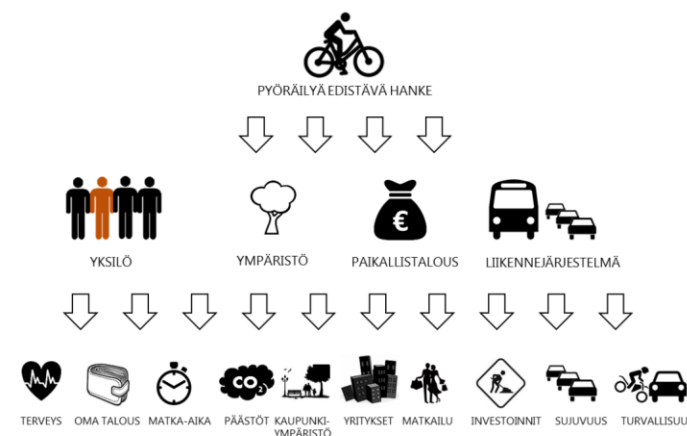 PYÖRÄILYÄ EDISTÄVÄ HANKE
€
YKSILÖ YMPÄRISTÖ PAIKALLISTALOUS LIIKENNEJÄRJESTELMÄ
CO2
TERVEYS OMA TALOUS MATKA-AIKA PÄÄSTÖT KAUPUNKI- YRITYKSET MATKAILU INVESTOINNIT SUJUVUUS TURVALLISUU
YMPÄRISTÖ